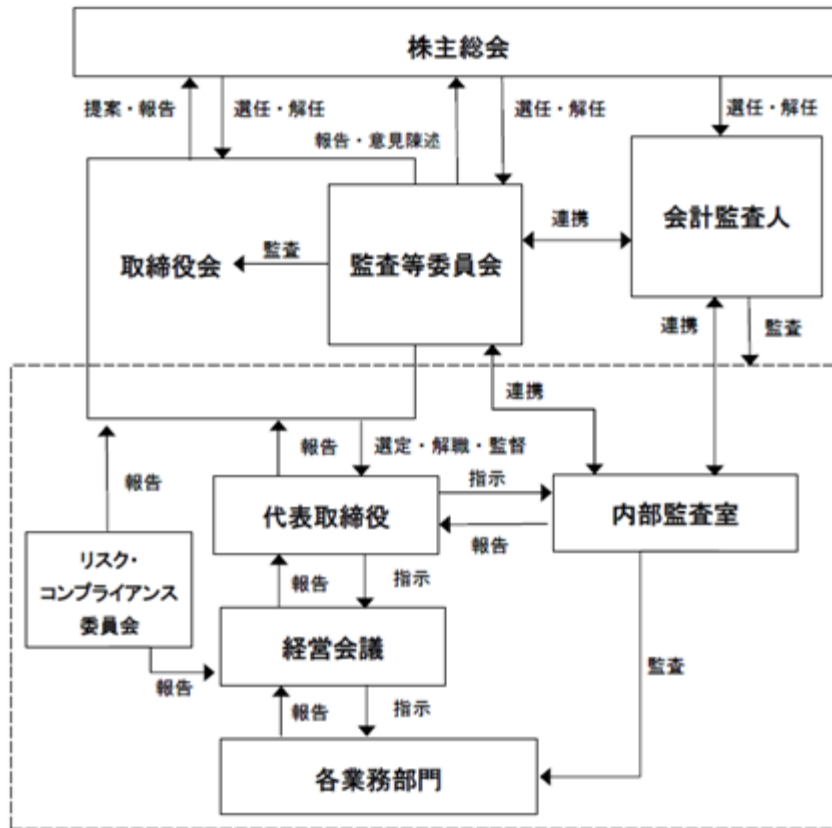 株主総会
提案・報告
選任・解任
報告・意見陳述
選任・解任
選任・解任
取締役会
監査
監査等委員会
連携
会計監査人
連携
監査
連携
報告
選定・解職・監督
報告
代表取締役
指示
報告
内部監査室
リスク・
コンプライアンス
委員会
報告
指示
報告
経営会議
監査
報告
指示
各業務部門